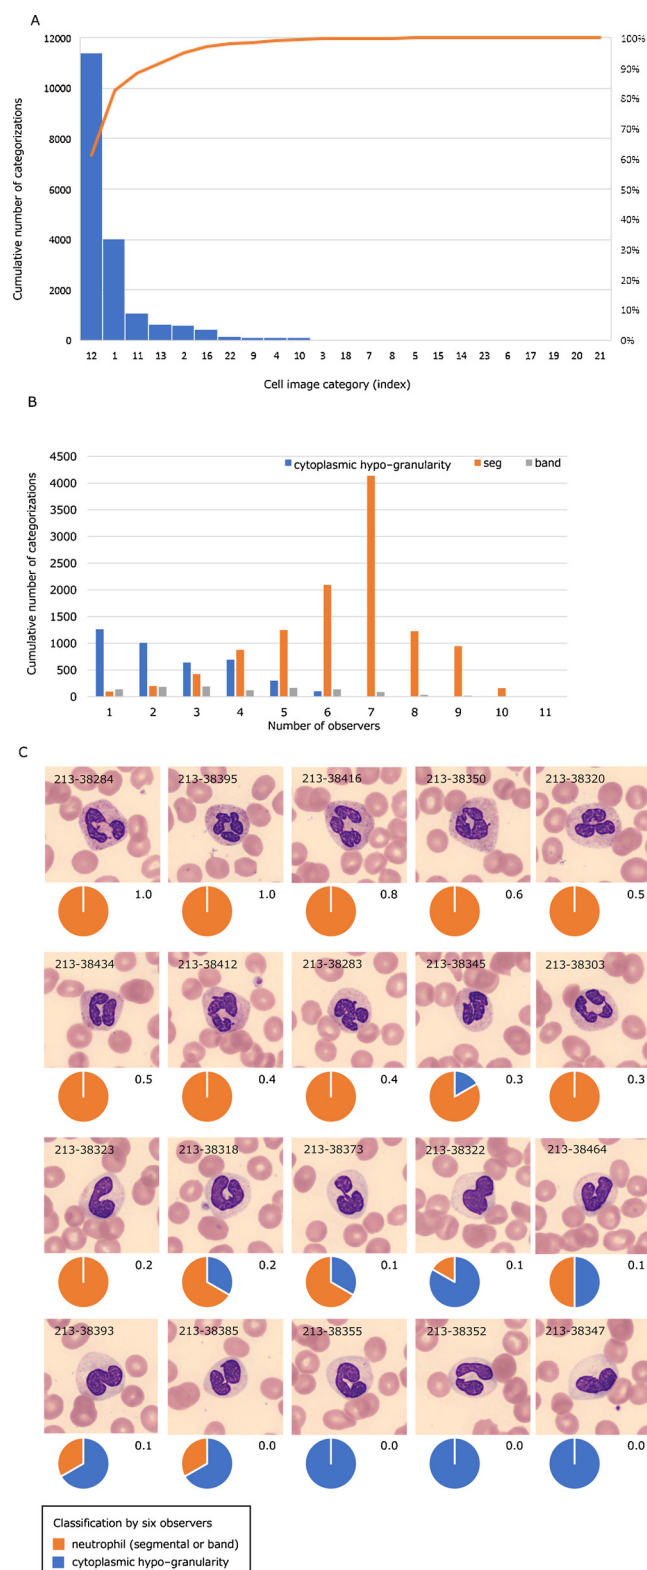 A
12000
100%
90%
10000
80%
70%
8000
60%
6000
50%
40%
4000
30%
20%
2000
10%
0
0%
12 1 11 13 2 16 22 9 4 10 3 18 7 8 5 15 14 23 6 17 19 20 21
Cumulative number of categorizations
Cell image category (index)
B
cytoplasmic hypo-granularity seg band
4500
4000
3500
3000
2500
2000
1500
1000
500
0
1 2 3 4 5 6 7 8 9 10 11
Cumulative number of categorizations
Number of observers
C
213-38284 213-38395 213-38416 213-38350 213-38320
1.0 1.0 0.8 0.6 0.5
213-38434 213-38412 213-38283 213-38345 213-38303
0.5 0.4 0.4 0.3 0.3
213-38323 213-38318 213-38373 213-38322 213-38464
0.2 0.2 0.1 0.1 0.1
213-38393 213-38385 213-38355 213-38352 213-38347
0.1 0.0 0.0 0.0 0.0
Classification by six observers
neutrophil (segmental or band)
cytoplasmic hypo-granularity